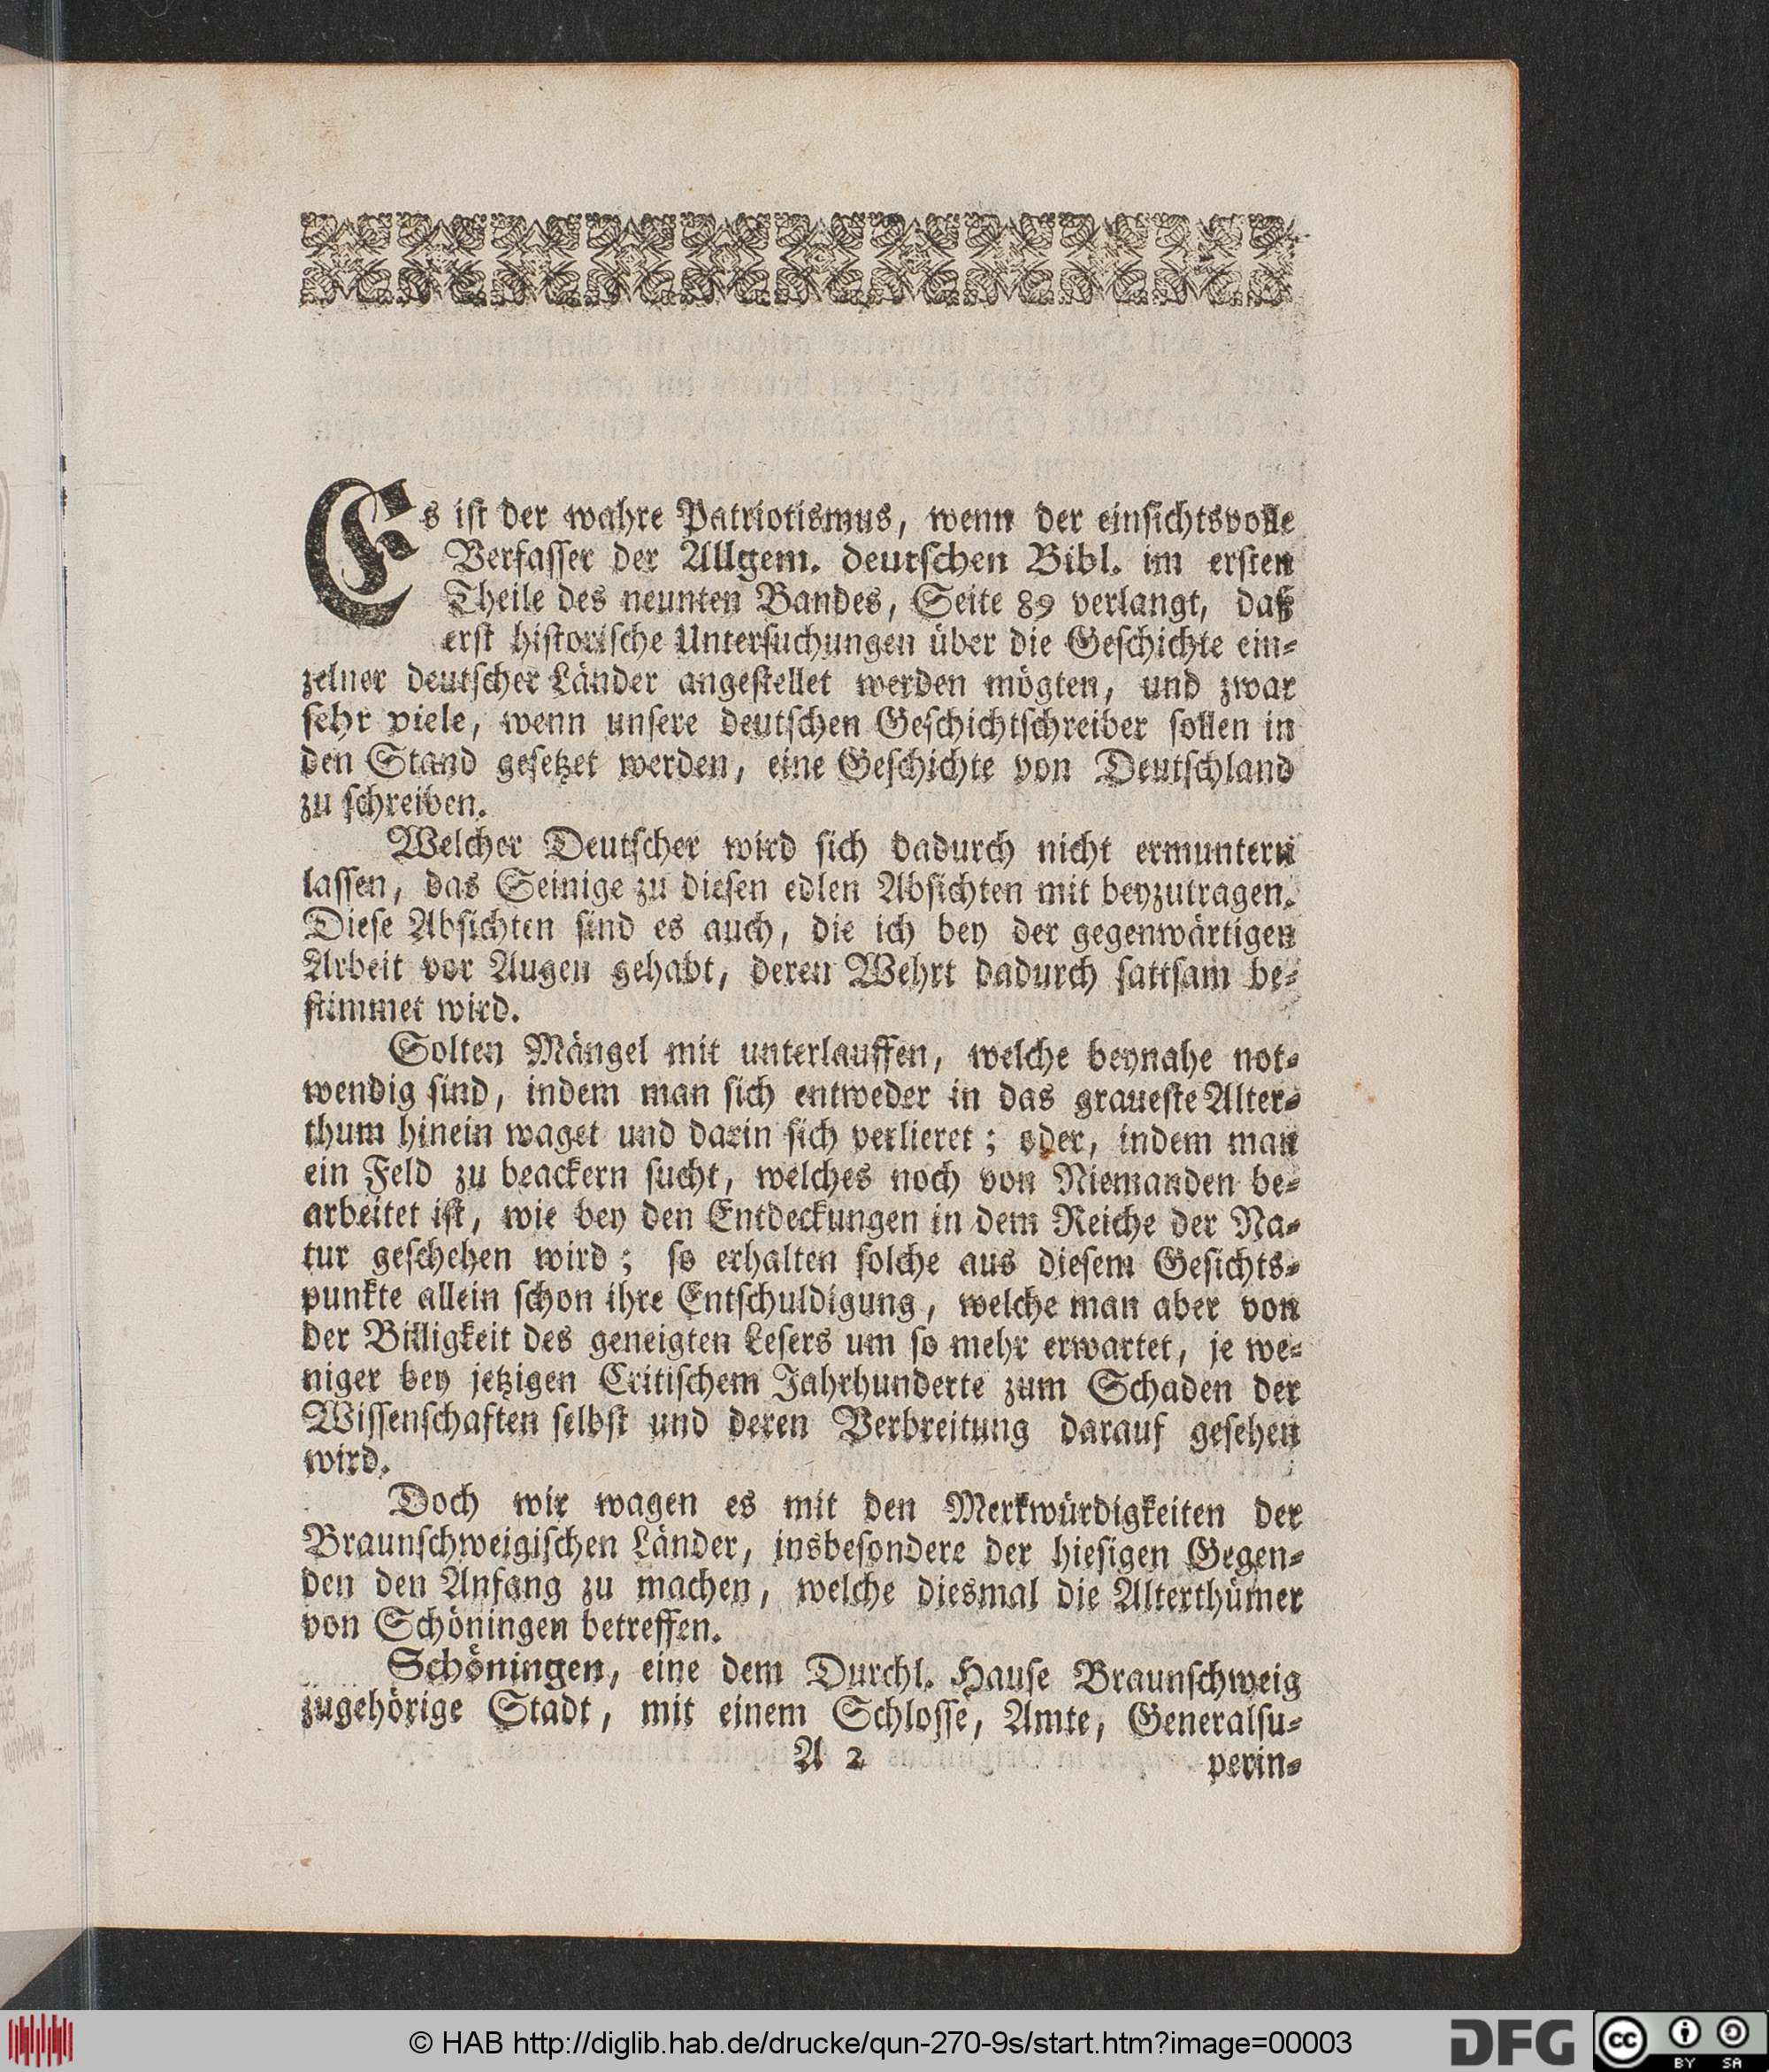 Es iſt der wahre Patriotismus, wenn der einſichtsvolle
Verfaſſer der Allgem. deutſchen Bibl. im erſten
Theile des neunten Bandes, Seite 89 verlangt, daß
erſt hiſtoriſche Unterſuchungen über die Geſchichte ein-
zelner deutſcher Länder angeſtellet werden mögten, und zwar
ſehr viele, wenn unſere deutſchen Geſchichtſchreiber ſollen in
den Stand geſetzet werden, eine Geſchichte von Deutſchland
zu ſchreiben.
Welcher Deutſcher wird ſich dadurch nicht ermuntern
laſſen, das Seinige zu dieſen edlen Abſichten mit beyzutragen.
Dieſe Abſichten ſind es auch, die ich bey der gegenwärtigen
Arbeit vor Augen gehabt, deren Wehrt dadurch ſattſam be-
ſtimmet wird.
Solten Mängel mit unterlauffen, welche beynahe not-
wendig ſind, indem man ſich entweder in das graueſte Alter-
thum hinein waget und darin ſich verlieret; oder, indem man
ein Feld zu beackern ſucht, welches noch von Niemanden be-
arbeitet iſt, wie bey den Entdeckungen in dem Reiche der Na-
tur geſchehen wird; ſo erhalten ſolche aus dieſem Geſichts-
punkte allein ſchon ihre Entſchuldigung, welche man aber von
der Billigkeit des geneigten Leſers um ſo mehr erwartet, je we-
niger bey jetzigen Critiſchem Jahrhunderte zum Schaden der
Wiſſenſchaften ſelbſt und deren Verbreitung darauf geſehen
wird.
Doch wir wagen es mit den Merkwürdigkeiten der
Braunſchweigiſchen Länder, insbeſondere der hieſigen Gegen-
den den Anfang zu machen, welche diesmal die Alterthümer
von Schöningen betreffen.
Schöningen, eine dem Durchl. Hauſe Braunſchweig
zugehörige Stadt, mit einem Schloſſe, Amte, Generalſu-
A 2 perin-
© HAB http://diglib.hab.de/drucke/qun-270-9s/start.htm?image=00003
DFG
cc BY SA